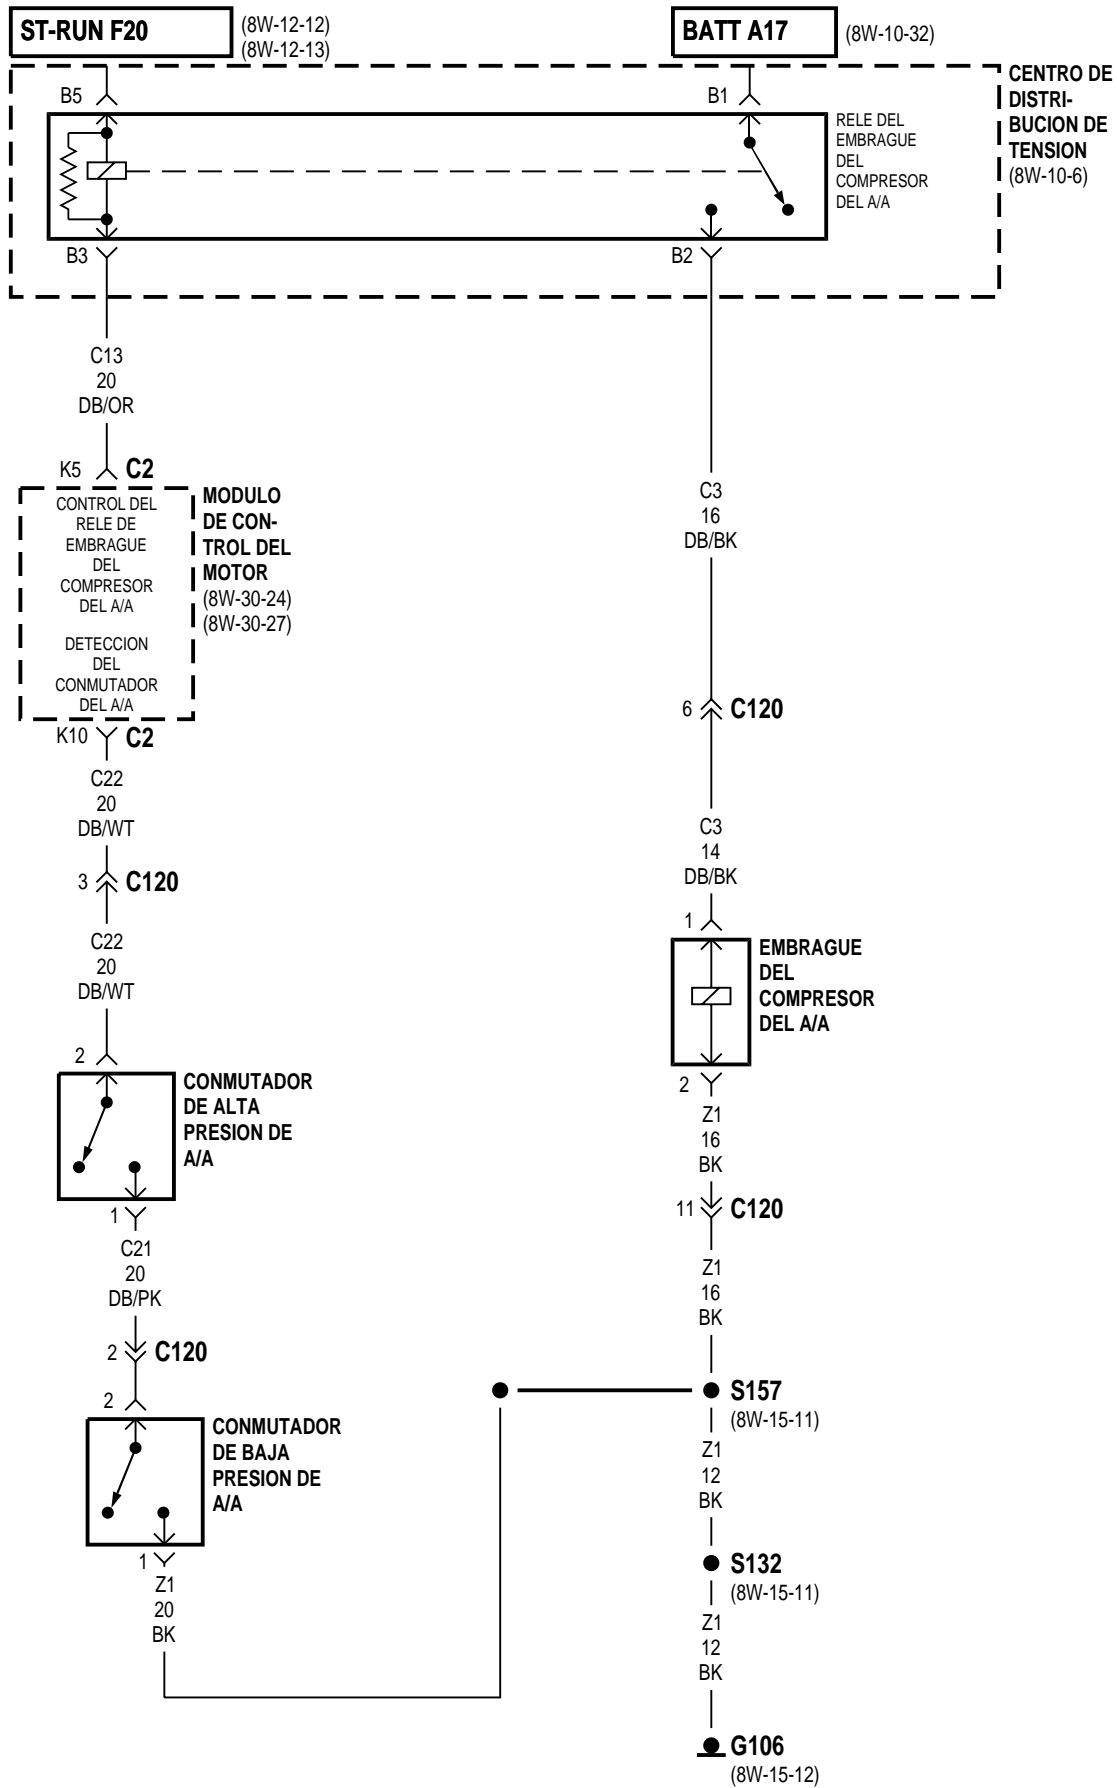 ST-RUN F20
(8W-12-12)
(8W-12-13)
BATT A17
(8W-10-32)
CENTRO DE
DISTRI-
BUCION DE
TENSION
(8W-10-6)
B5
B1
RELE DEL
EMBRAGUE
DEL
COMPRESOR
DEL A/A
B3
B2
C13
20
DB/OR
K5
C2
CONTROL DEL
RELE DE
EMBRAGUE
DEL
COMPRESOR
DEL A/A
DETECCION
DEL
CONMUTADOR
DEL A/A
MODULO
DE CON-
TROL DEL
MOTOR
(8W-30-24)
(8W-30-27)
K10
C2
C22
20
DB/WT
3
C120
C22
20
DB/WT
2
CONMUTADOR
DE ALTA
PRESION DE
A/A
1
C21
20
DB/PK
2
C120
2
CONMUTADOR
DE BAJA
PRESION DE
A/A
1
Z1
20
BK
C3
16
DB/BK
6
C120
C3
14
DB/BK
1
EMBRAGUE
DEL
COMPRESOR
DEL A/A
2
Z1
16
BK
11
C120
Z1
16
BK
S157
(8W-15-11)
Z1
12
BK
S132
(8W-15-11)
Z1
12
BK
G106
(8W-15-12)